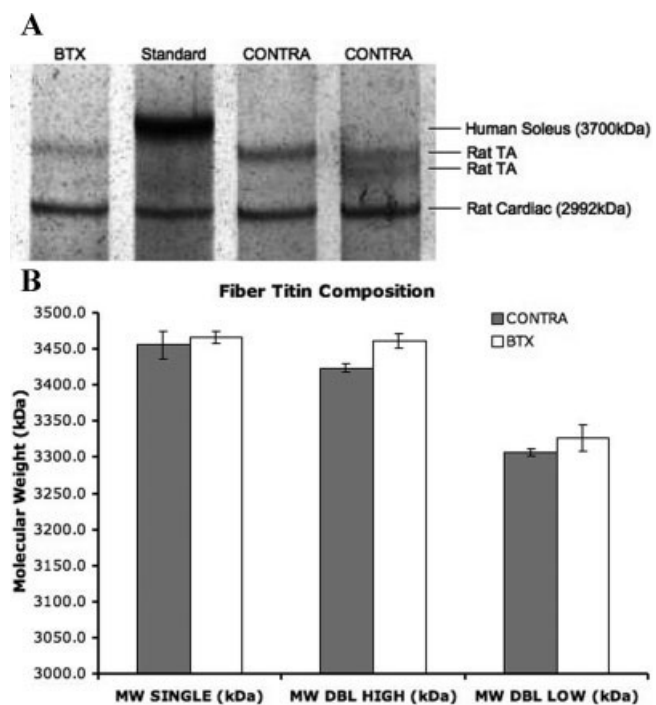 A
BTX Standard CONTRA CONTRA
Human Soleus (3700kDa)
Rat TA
Rat TA
Rat Cardiac (2992kDa)
B
Fiber Titin Composition
CONTRA
BTX
Molecular Weight (kDa)
3500.0
3450.0
3400.0
3350.0
3300.0
3250.0
3200.0
3150.0
3100.0
3050.0
3000.0
MW SINGLE (kDa) MW DBL HIGH (kDa) MW DBL LOW (kDa)